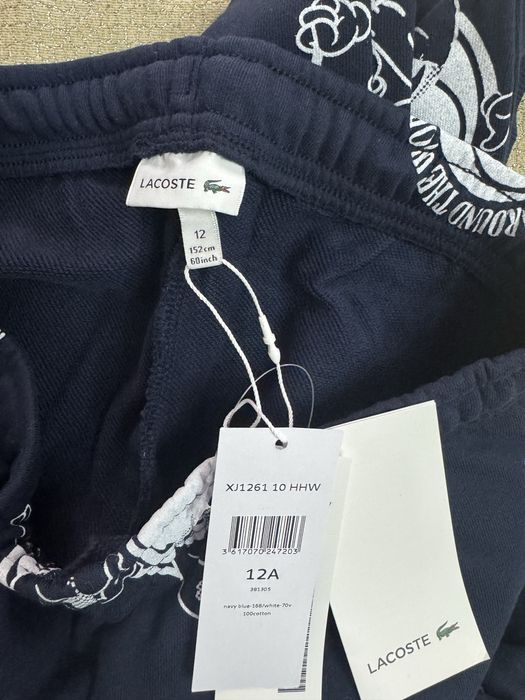 ROUND THE WO
LACOSTE
12
152cm
60inch
XJ1261 10 HHW
3 617070 247203
12A
381305
navy blue-166/white-70v
100cotton
LACOSTE